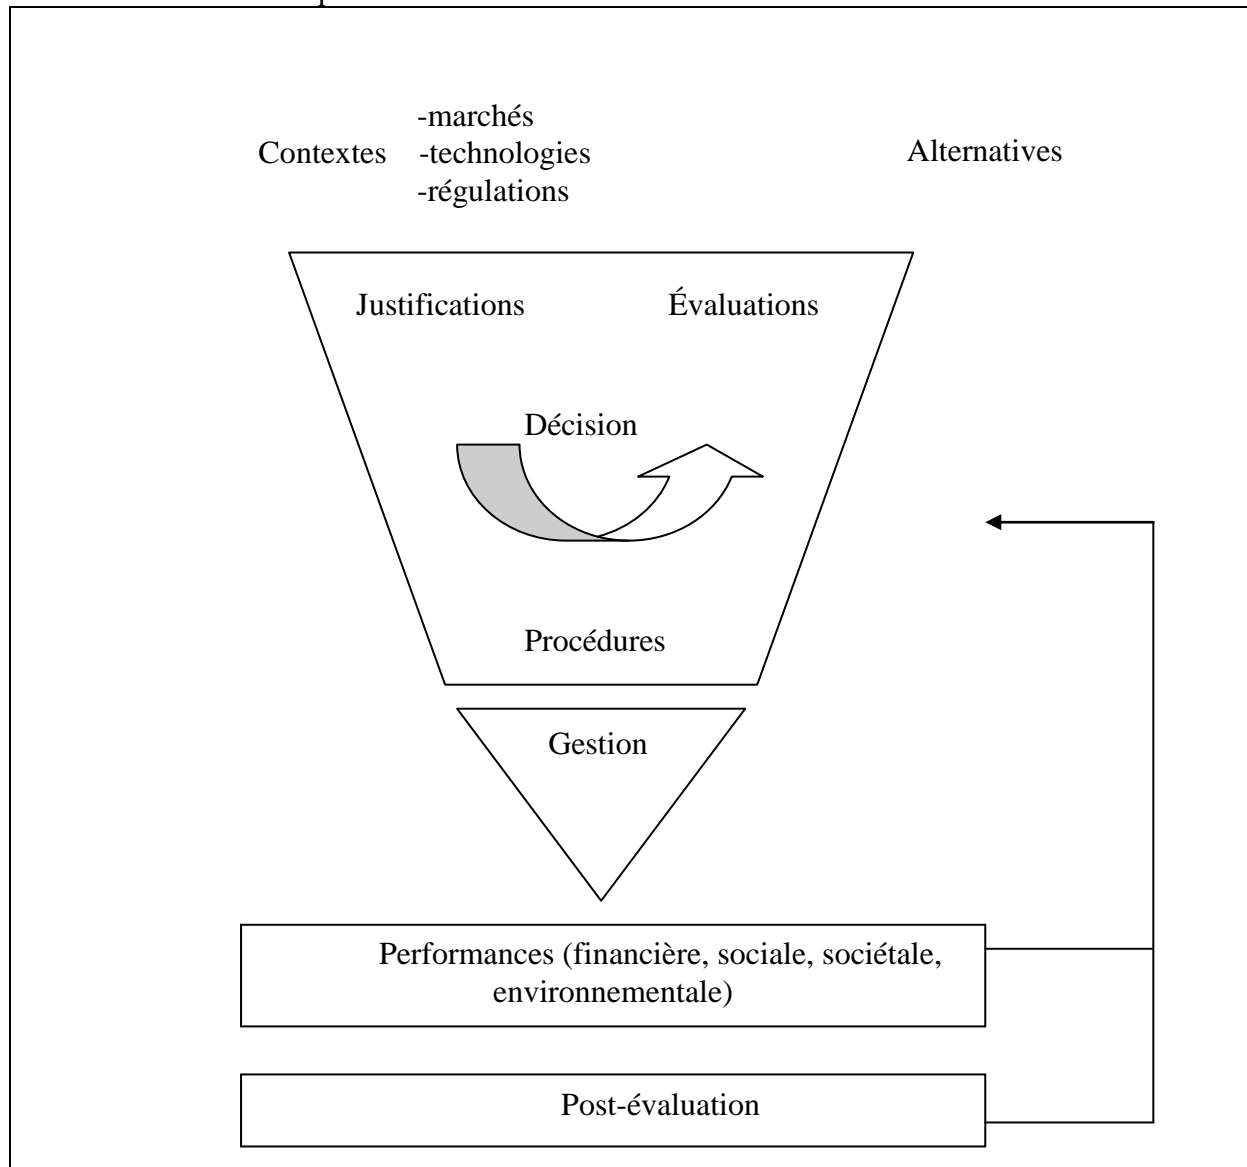 -marchés
Contextes -technologies
-régulations
Alternatives
Justifications Évaluations
Décision
Procédures
Gestion
Performances (financière, sociale, sociétale,
environnementale)
Post-évaluation